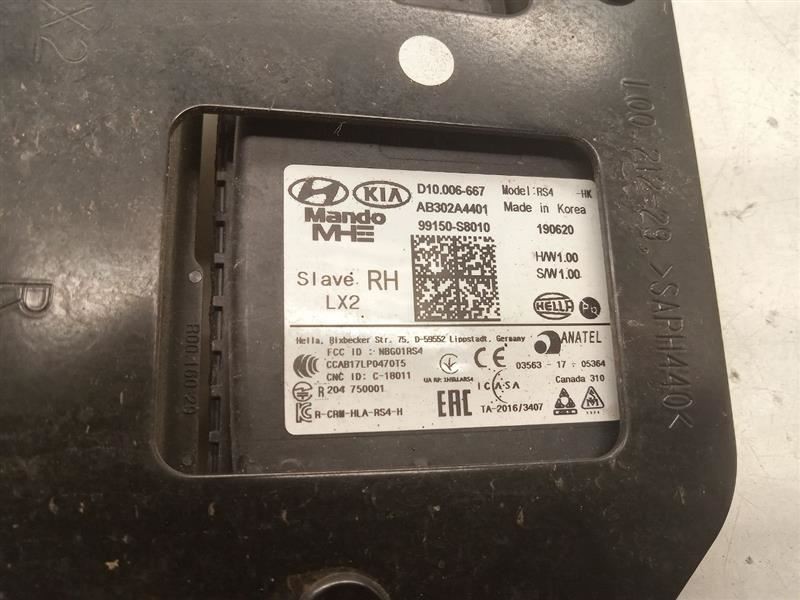 X2
R
KIA D10.006-667 Model:RS4 -HK
Mando AB302A4401 Made in Korea
MHE 99150-S8010 190620
H/W1.00
S/W1.00
Slave RH
LX2
HELLA Pb
Hella, Rixbecker Str. 75, D-59552 Lippstadt, Germany
ANATEL
FCC ID : NBG01RS4
CCAB17LP0470T5
CNC ID: C-18011
R 204 750001
R-CRM-HLA-RS4-H
CE
EAC
ICASA
TA-2016/3407
03563 - 17 - 05364
Canada 310
>SAPH440<